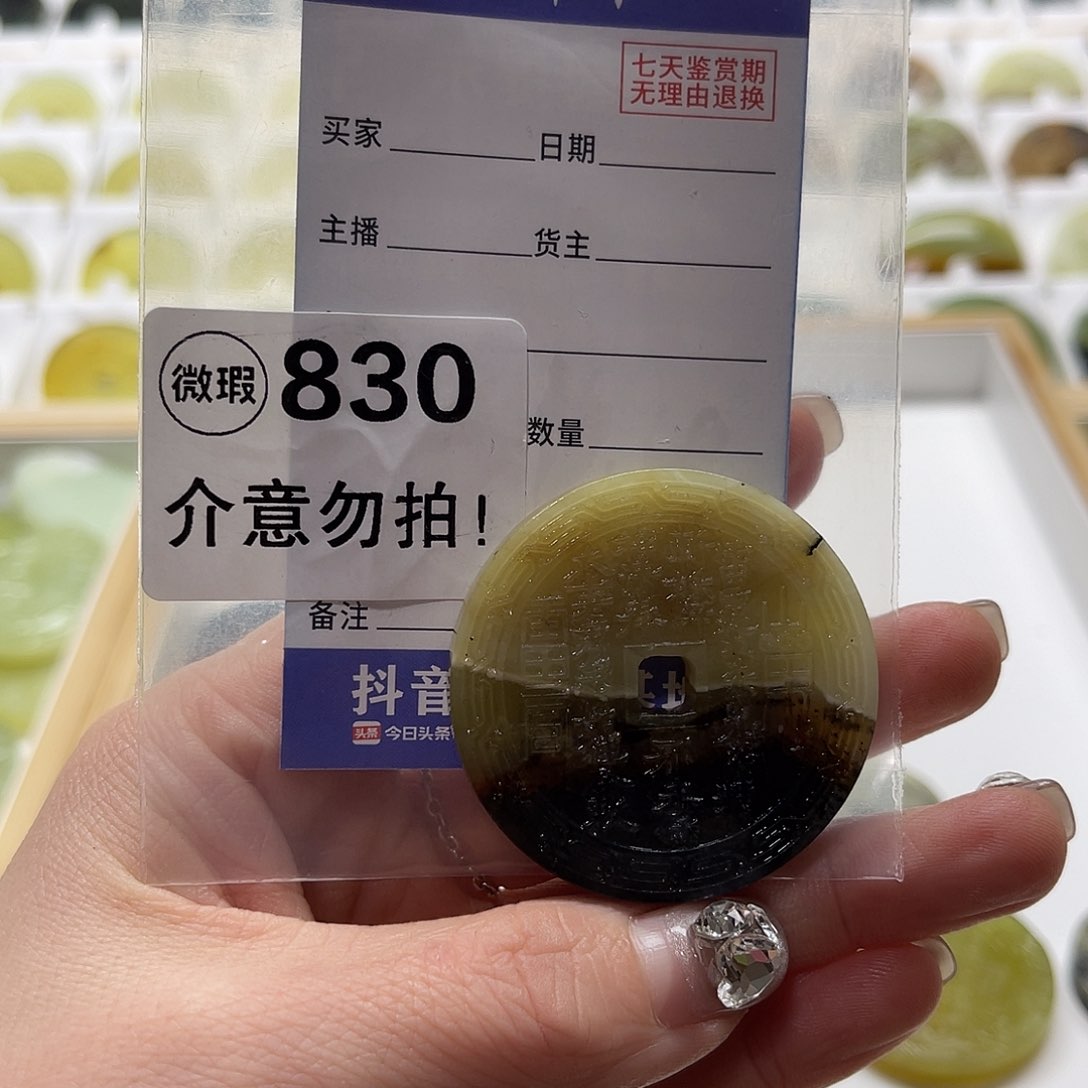 七天鉴赏期
无理由退换
买家 日期
主播 货主
微瑕 830
数量
介意勿拍!
备注
抖音
头条 今日头条